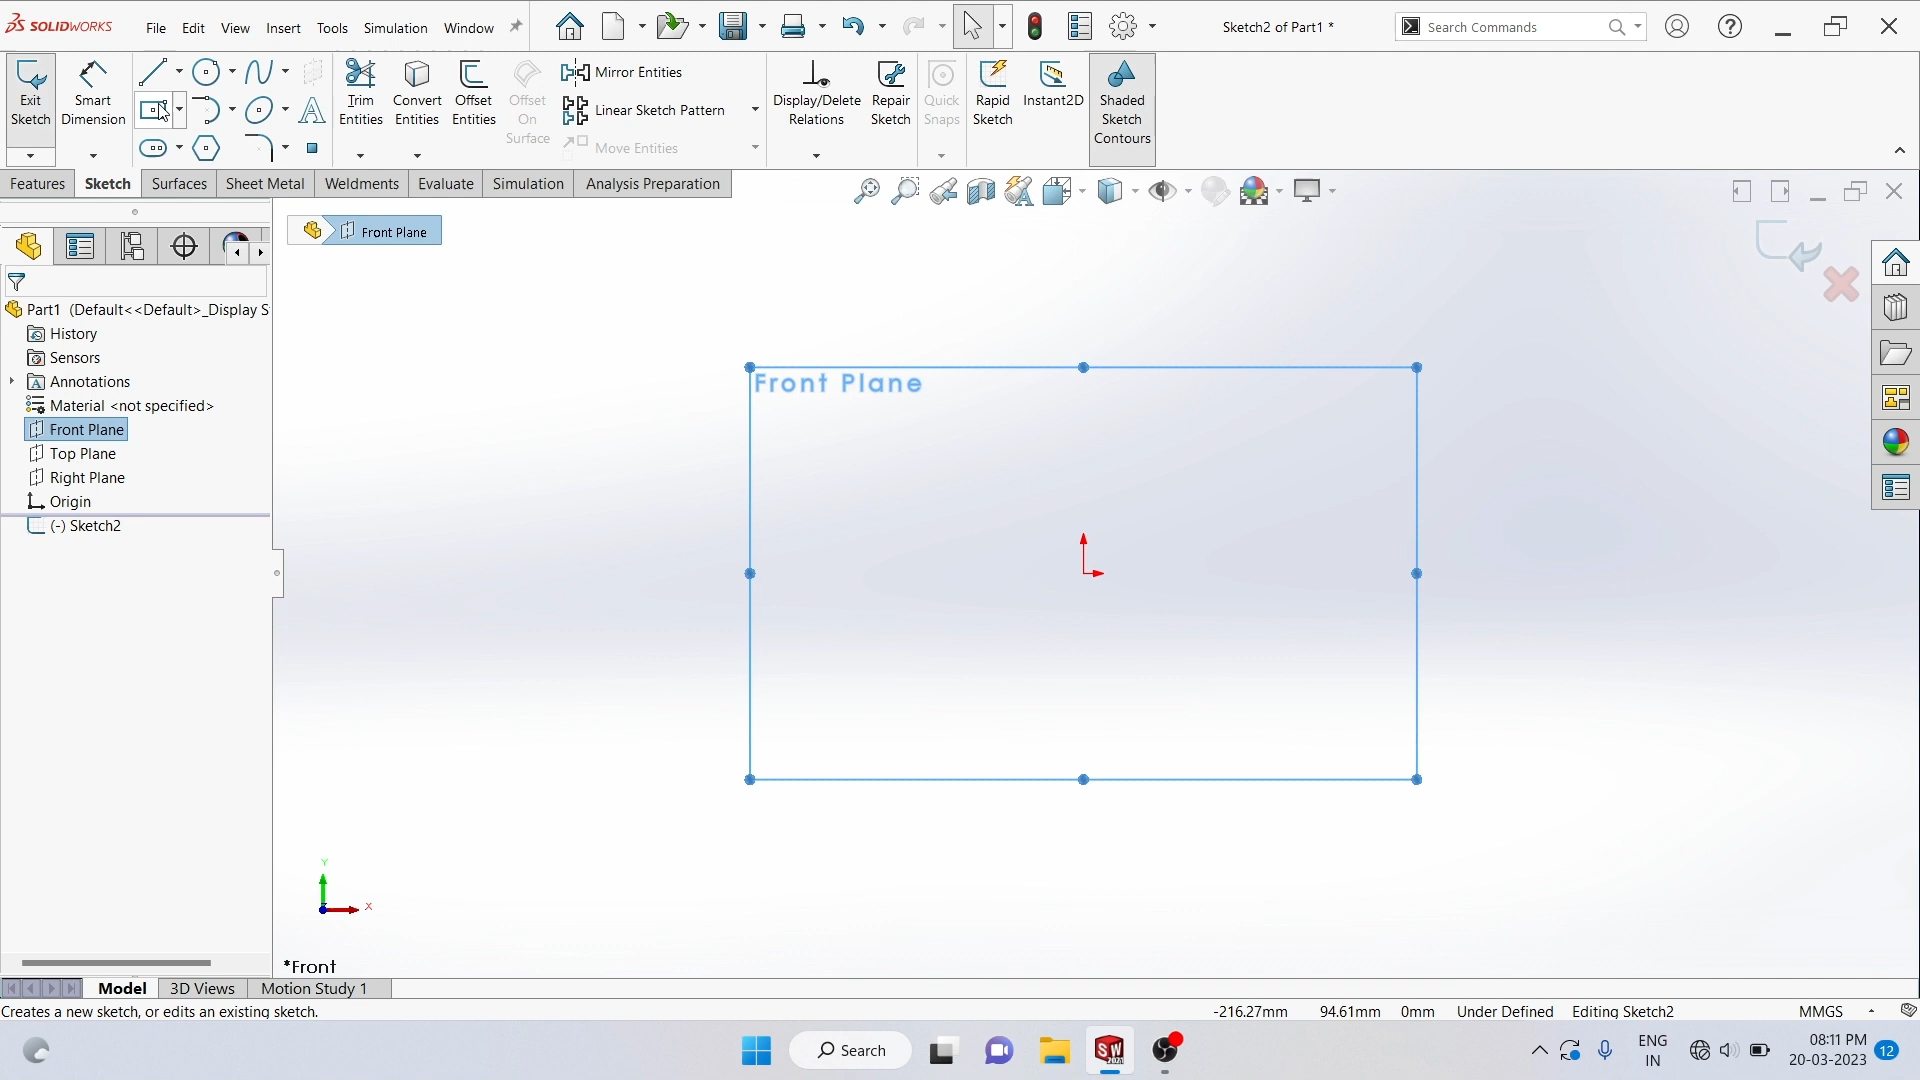 SOLIDWORKS File Edit View Insert Tools Simulation Window Sketch2 of Part1 * Search Commands
Exit Sketch
Smart Dimension
Trim Entities
Convert Entities
Offset Entities
Offset On Surface
Mirror Entities
Linear Sketch Pattern
Move Entities
Display/Delete Relations
Repair Sketch
Quick Snaps
Rapid Sketch
Instant2D
Shaded Sketch Contours
Features Sketch Surfaces Sheet Metal Weldments Evaluate Simulation Analysis Preparation
Front Plane
Part1 (Default<<Default>_Display S
History
Sensors
Annotations
Material <not specified>
Front Plane
Top Plane
Right Plane
Origin
(-) Sketch2
Front Plane
Y
X
*Front
Model 3D Views Motion Study 1
Creates a new sketch, or edits an existing sketch. -216.27mm 94.61mm 0mm Under Defined Editing Sketch2 MMGS
Search
SW
2021
ENG
IN
08:11 PM
20-03-2023
12